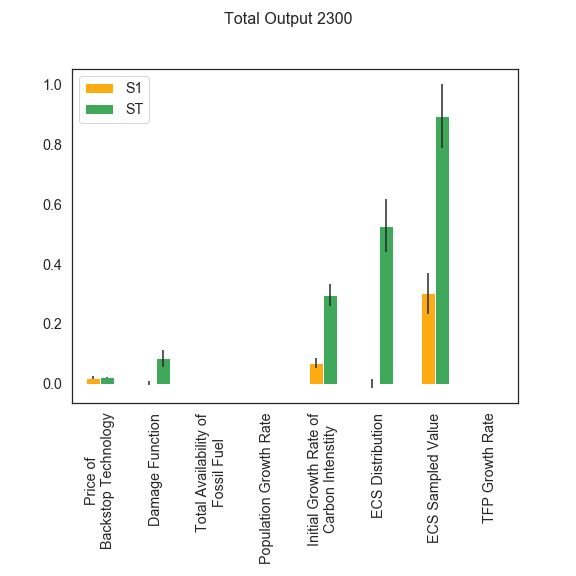 Total Output 2300
S1
ST
1.0
0.8
0.6
0.4
0.2
0.0
Price of
Backstop Technology
Damage Function
Total Availability of
Fossil Fuel
Population Growth Rate
Initial Growth Rate of
Carbon Intenstity
ECS Distribution
ECS Sampled Value
TFP Growth Rate